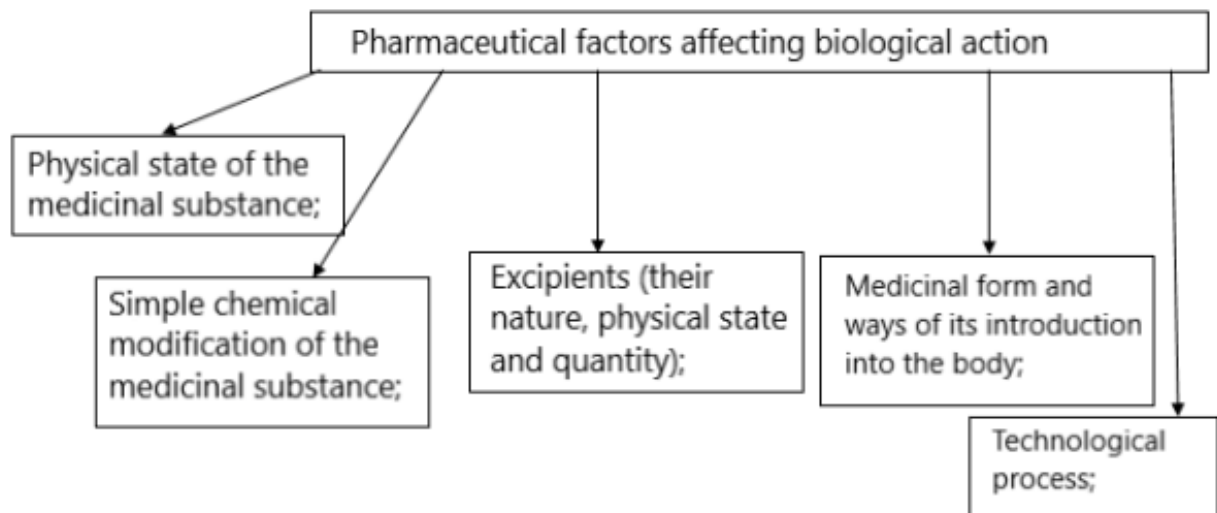 Pharmaceutical factors affecting biological action
Physical state of the
medicinal substance;
Simple chemical
modification of the
medicinal substance;
Excipients (their
nature, physical state
and quantity);
Medicinal form and
ways of its introduction
into the body;
Technological
process;